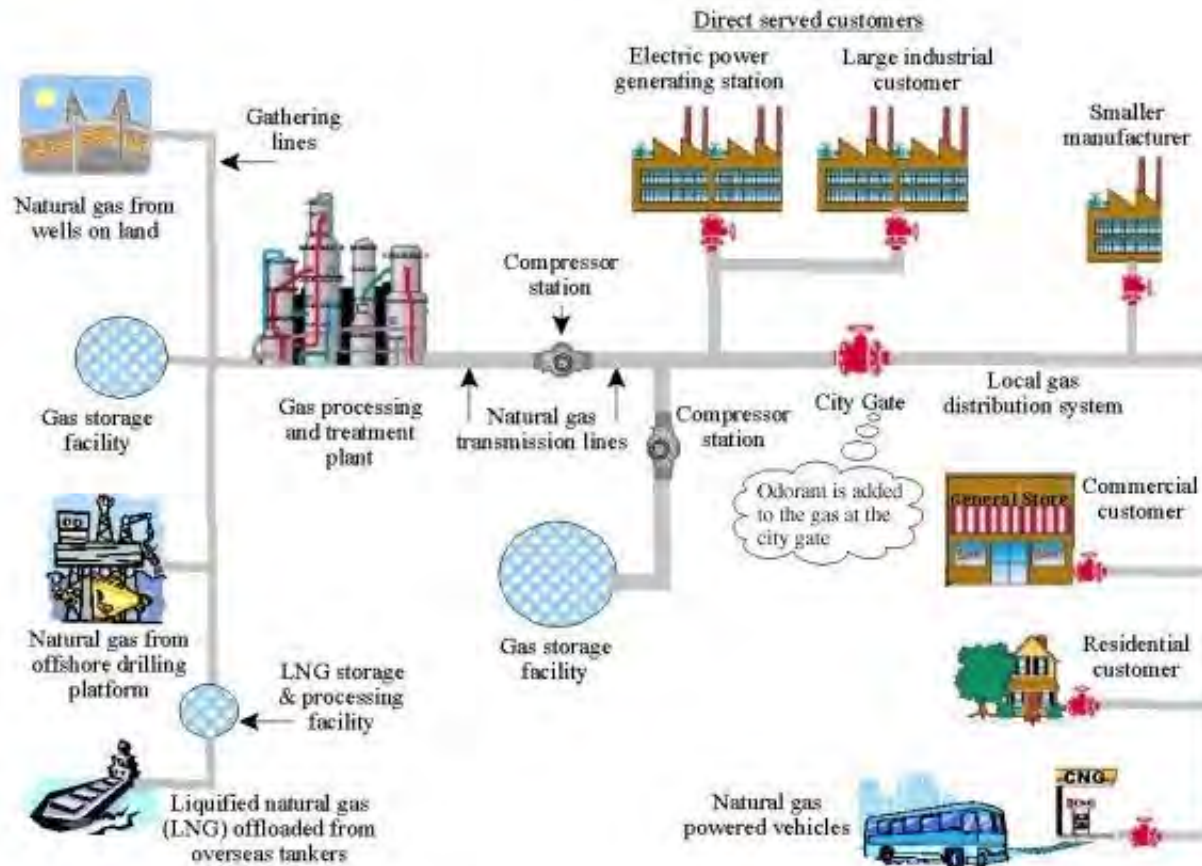 Direct served customers
Electric power
generating station
Large industrial
customer
Smaller
manufacturer
Gathering
lines
Natural gas from
wells on land
Compressor
station
Gas storage
facility
Gas processing
and treatment
plant
Natural gas
transmission lines
Compressor
station
City Gate
Local gas
distribution system
Odorant is added
to the gas at the
city gate
General Store
Commercial
customer
Natural gas from
offshore drilling
platform
LNG storage
& processing
facility
Gas storage
facility
Residential
customer
Liquified natural gas
(LNG) offloaded from
overseas tankers
Natural gas
powered vehicles
CNG